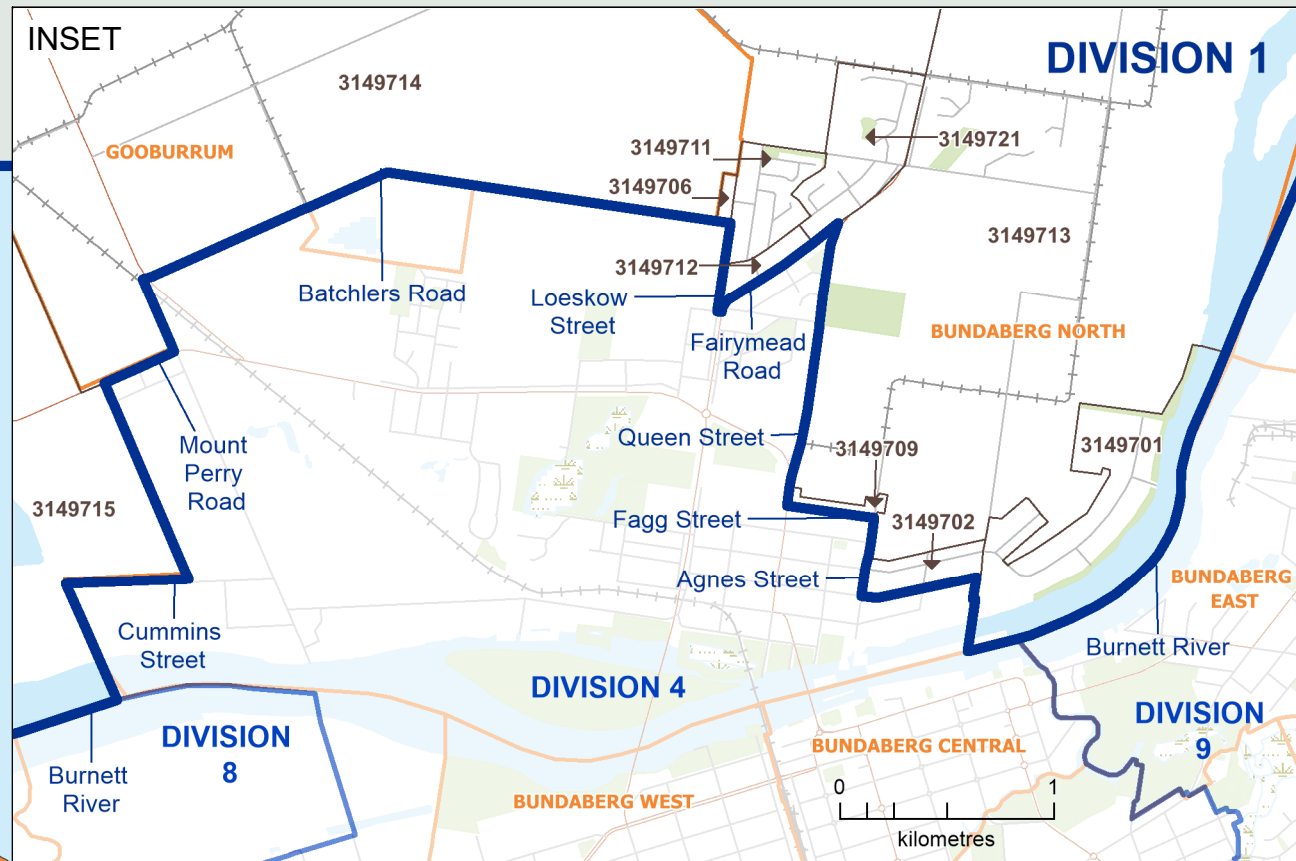 INSET
DIVISION 1
3149714
GOOBURRUM
3149711
3149721
3149706
3149713
3149712
Batchlers Road
Loeskow
Street
Fairymead
Road
BUNDABERG NORTH
Mount
Perry
Road
Queen Street
3149709
3149701
3149715
Fagg Street
3149702
Agnes Street
BUNDABERG
EAST
Cummins
Street
Burnett River
DIVISION 4
DIVISION
8
DIVISION
9
BUNDABERG CENTRAL
Burnett
River
BUNDABERG WEST
0 1
kilometres